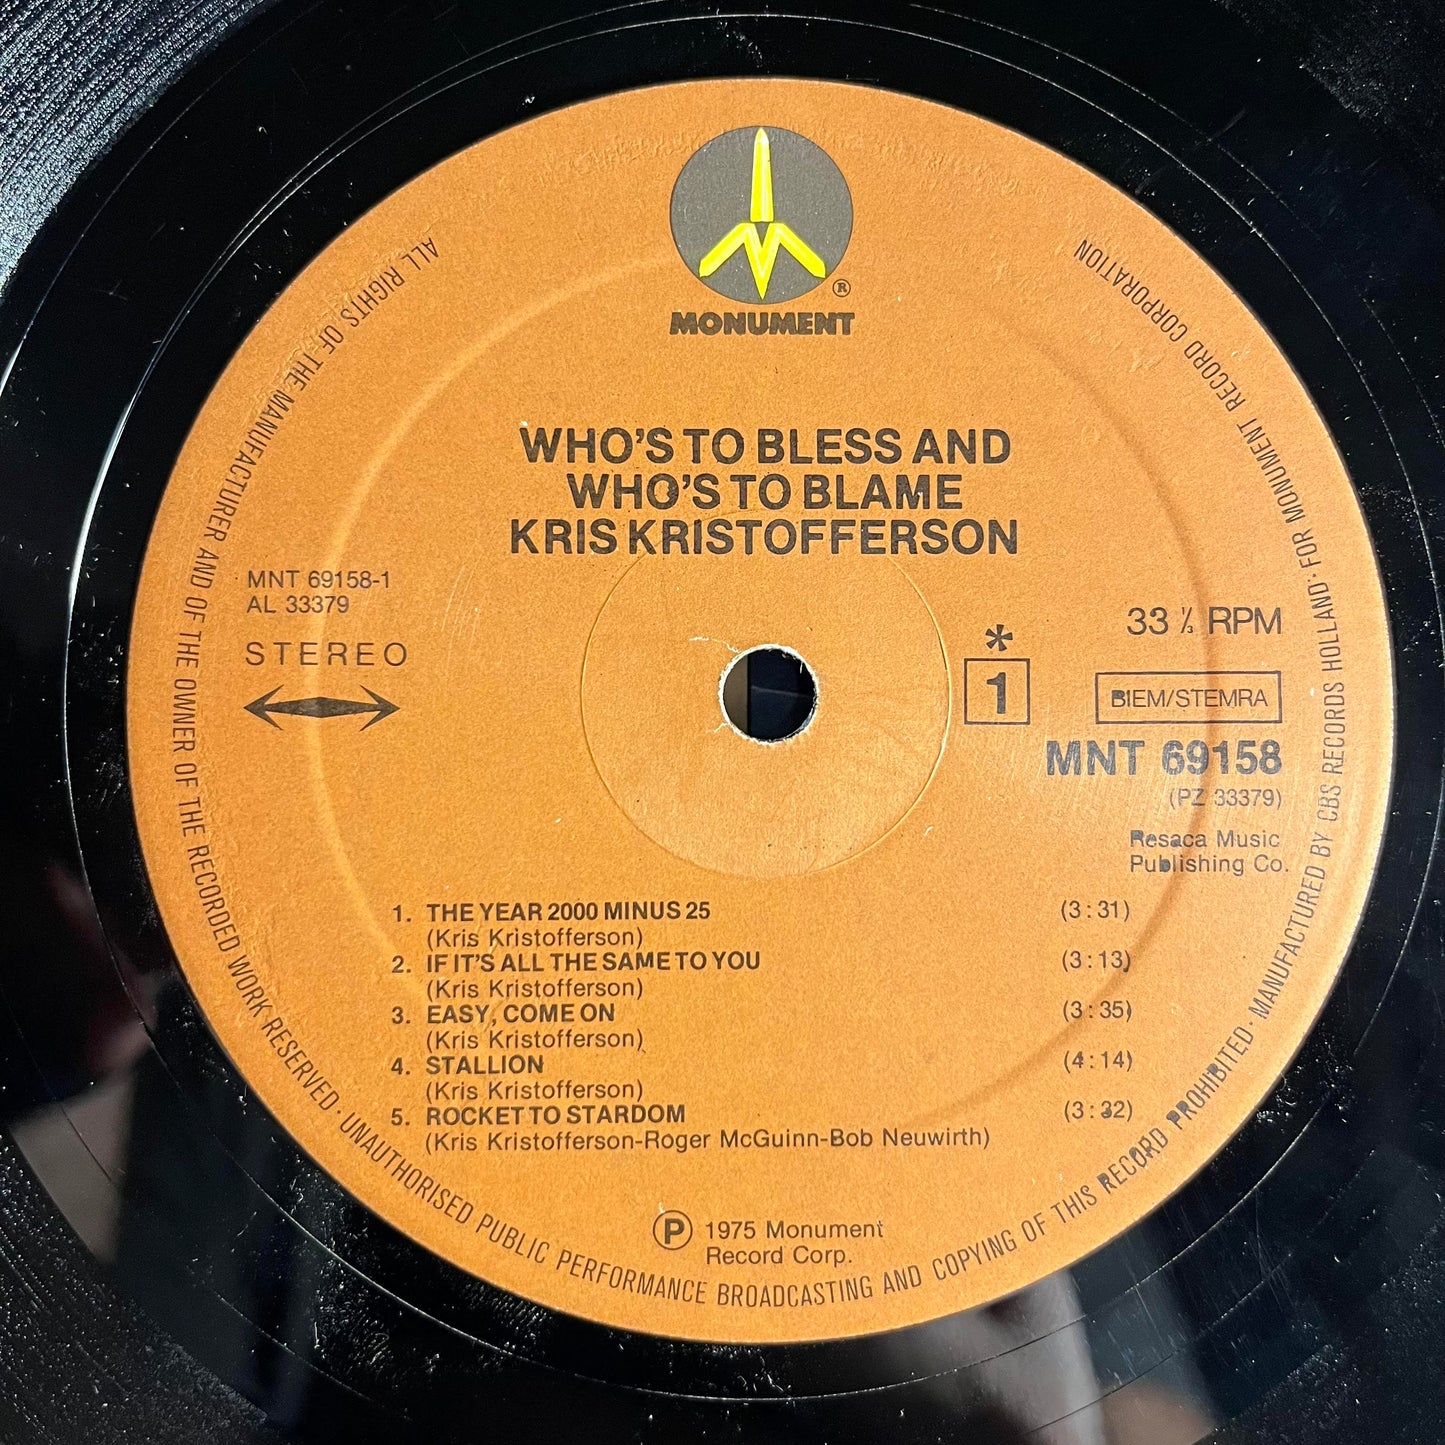 ®
MONUMENT
WHO'S TO BLESS AND
WHO'S TO BLAME
KRIS KRISTOFFERSON
MNT 69158-1
AL 33379
STEREO
33 1/3 RPM
*
1
BIEM/STEMRA
MNT 69158
(PZ 33379)
Resaca Music
Publishing Co.
1. THE YEAR 2000 MINUS 25 (3:31)
(Kris Kristofferson)
2. IF IT'S ALL THE SAME TO YOU (3:13)
(Kris Kristofferson)
3. EASY, COME ON (3:35)
(Kris Kristofferson)
4. STALLION (4:14)
(Kris Kristofferson)
5. ROCKET TO STARDOM (3:32)
(Kris Kristofferson-Roger McGuinn-Bob Neuwirth)
Ⓟ 1975 Monument
Record Corp.
ALL RIGHTS OF THE MANUFACTURER AND OF THE OWNER OF THE RECORDED WORK RESERVED · UNAUTHORISED PUBLIC PERFORMANCE BROADCASTING AND COPYING OF THIS RECORD PROHIBITED · MANUFACTURED BY CBS RECORDS HOLLAND · FOR MONUMENT RECORD CORPORATION